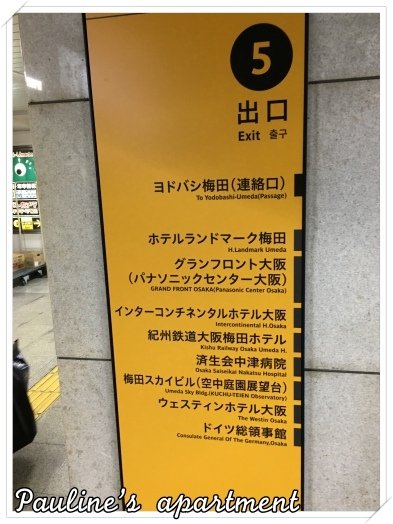 5
出口
Exit 출구
ヨドバシ梅田(連絡口)
To Yodobashi-Umeda(Passage)
ホテルランドマーク梅田
H.Landmark Umeda
グランフロント大阪
(パナソニックセンター大阪)
GRAND FRONT OSAKA(Panasonic Center Osaka)
インターコンチネンタルホテル大阪
Intercontinental H.Osaka
紀州鉄道大阪梅田ホテル
Kishu Railway Osaka Umeda H.
済生会中津病院
Osaka Saiseikai Nakatsu Hospital
梅田スカイビル(空中庭園展望台)
Umeda Sky Bldg.(KUCHU-TEIEN Observatory)
ウェスティンホテル大阪
The Westin Osaka
ドイツ総領事館
Consulate General Of The Germany,Osaka
Pauline's apartment